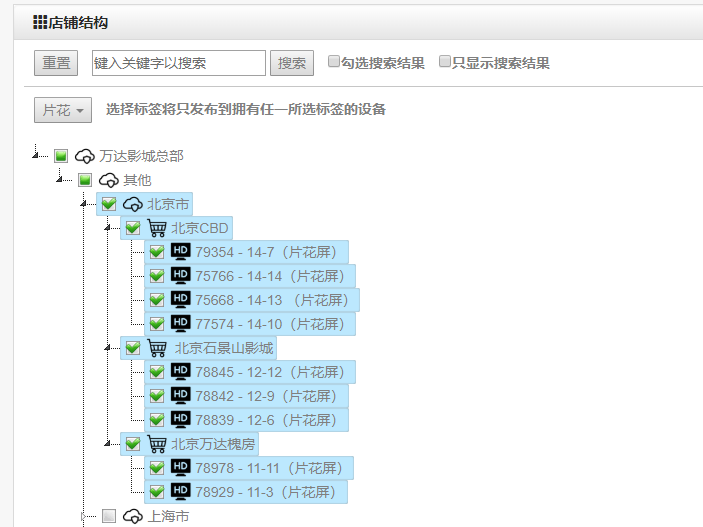 店铺结构
重置 键入关键字以搜索 搜索 勾选搜索结果 只显示搜索结果
片花 选择标签将只发布到拥有任一所选标签的设备
万达影城总部
其他
北京市
北京CBD
HD 79354 - 14-7（片花屏）
HD 75766 - 14-14（片花屏）
HD 75668 - 14-13 （片花屏）
HD 77574 - 14-10（片花屏）
北京石景山影城
HD 78845 - 12-12（片花屏）
HD 78842 - 12-9（片花屏）
HD 78839 - 12-6（片花屏）
北京万达槐房
HD 78978 - 11-11（片花屏）
HD 78929 - 11-3（片花屏）
上海市